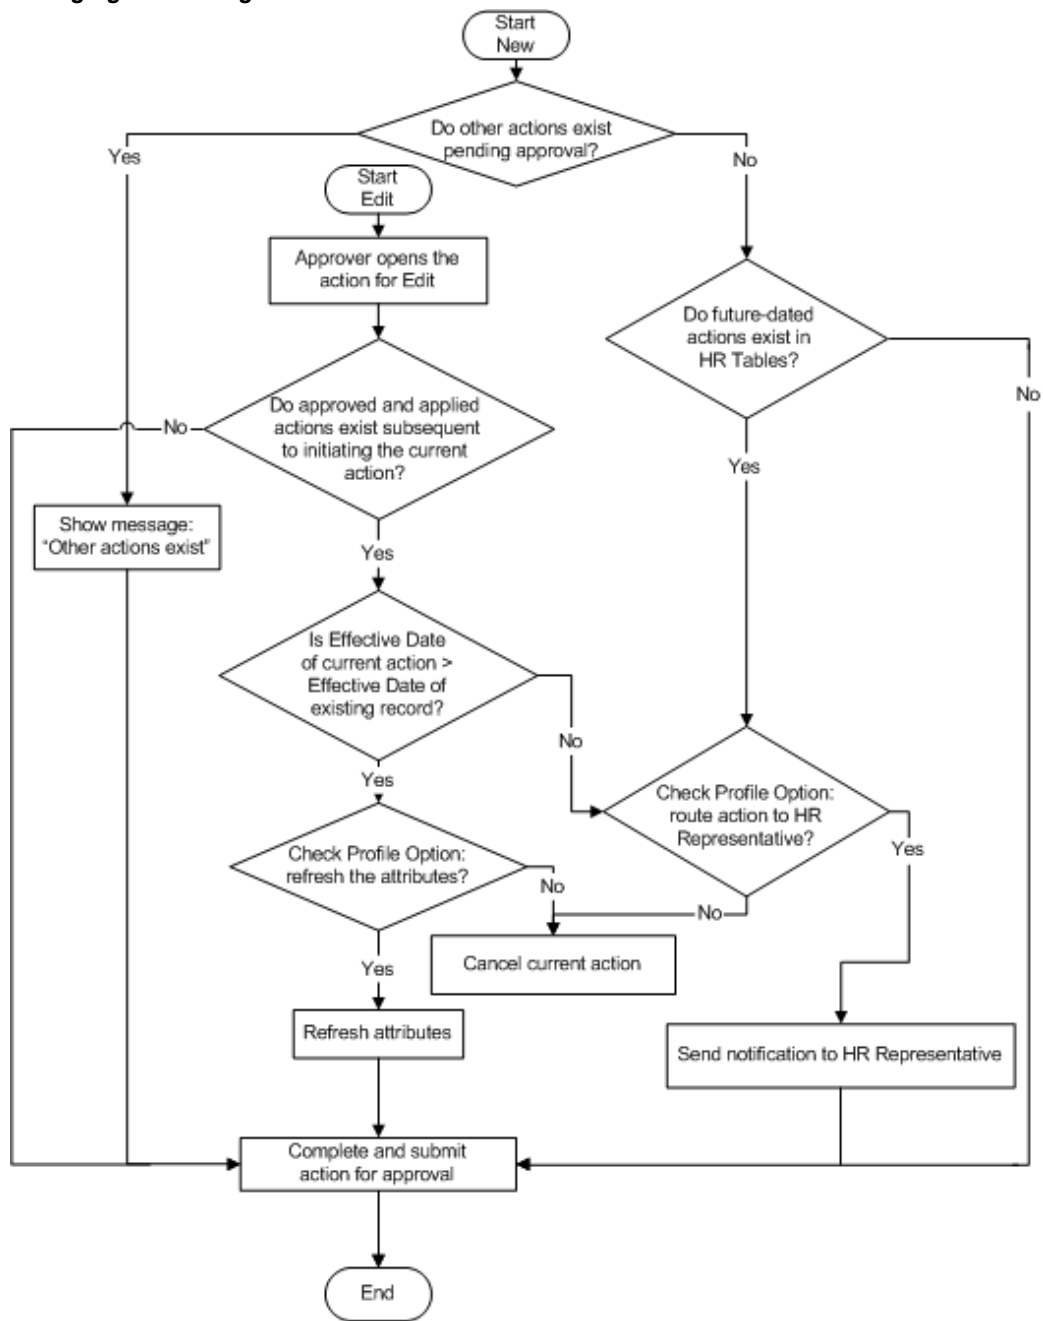 Start
New
Do other actions exist
pending approval?
Yes
No
Start
Edit
Approver opens the
action for Edit
Do future-dated
actions exist in
HR Tables?
No
Do approved and applied
actions exist subsequent
to initiating the current
action?
No
Yes
Show message:
"Other actions exist"
Yes
Is Effective Date
of current action >
Effective Date of
existing record?
No
Yes
Check Profile Option:
route action to HR
Representative?
Yes
Check Profile Option:
refresh the attributes?
No
No
Cancel current action
Yes
Refresh attributes
Send notification to HR Representative
Complete and submit
action for approval
End